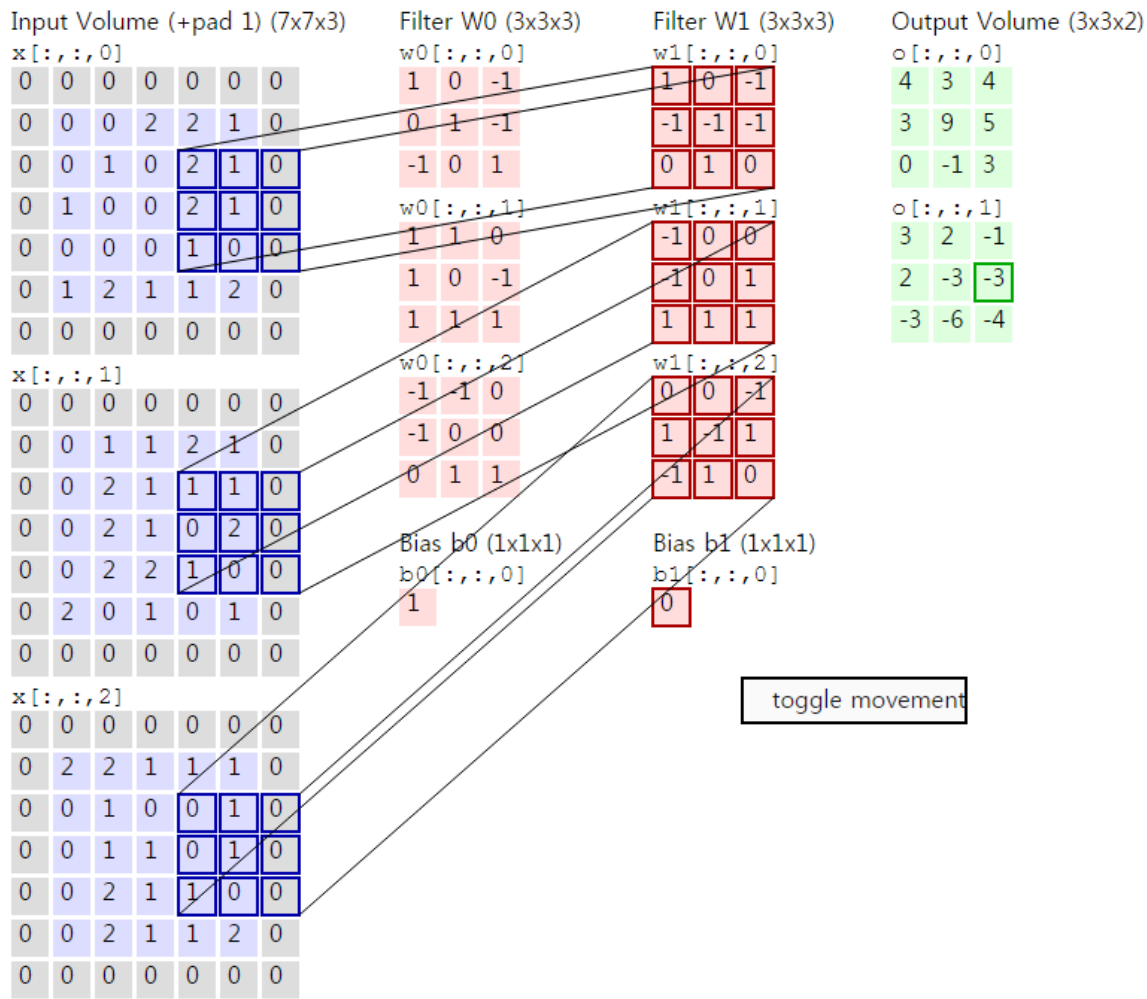 Input Volume (+pad 1) (7x7x3)
x[:,:,0]
0 0 0 0 0 0 0
0 0 0 2 2 1 0
0 0 1 0 2 1 0
0 1 0 0 2 1 0
0 0 0 0 1 0 0
0 1 2 1 1 2 0
0 0 0 0 0 0 0
x[:,:,1]
0 0 0 0 0 0 0
0 0 1 1 2 1 0
0 0 2 1 1 1 0
0 0 2 1 0 2 0
0 0 2 2 1 0 0
0 2 0 1 0 1 0
0 0 0 0 0 0 0
x[:,:,2]
0 0 0 0 0 0 0
0 2 2 1 1 1 0
0 0 1 0 0 1 0
0 0 1 1 0 1 0
0 0 2 1 1 0 0
0 0 2 1 1 2 0
0 0 0 0 0 0 0
Filter W0 (3x3x3)
w0[:,:,0]
1 0 -1
0 1 -1
-1 0 1
w0[:,:,1]
1 1 0
1 0 -1
1 1 1
w0[:,:,2]
-1 -1 0
-1 0 0
0 1 1
Bias b0 (1x1x1)
b0[:,:,0]
1
Filter W1 (3x3x3)
w1[:,:,0]
1 0 -1
-1 -1 -1
0 1 0
w1[:,:,1]
-1 0 0
-1 0 1
1 1 1
w1[:,:,2]
0 0 -1
1 -1 1
-1 1 0
Bias b1 (1x1x1)
b1[:,:,0]
0
Output Volume (3x3x2)
o[:,:,0]
4 3 4
3 9 5
0 -1 3
o[:,:,1]
3 2 -1
2 -3 -3
-3 -6 -4
toggle movement